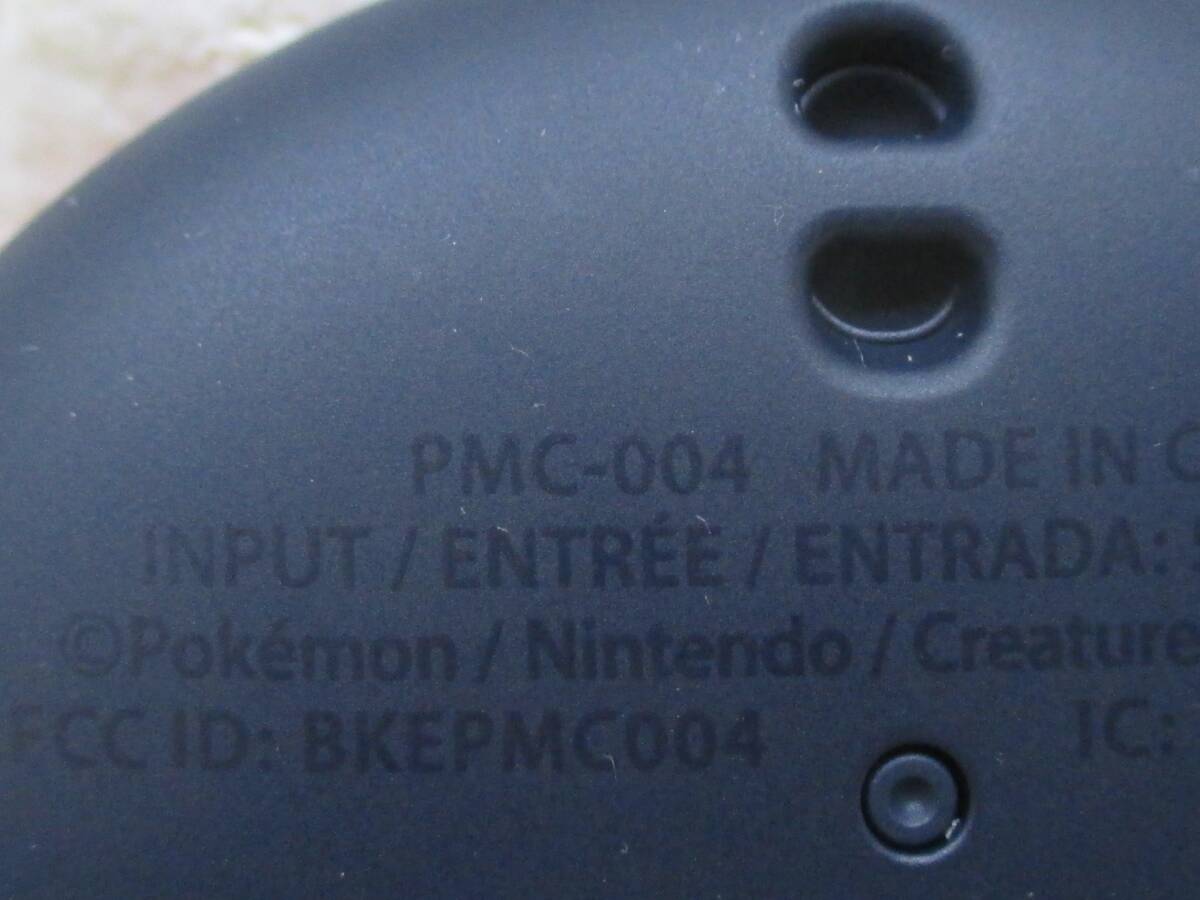 PMC-004 MADE IN
INPUT / ENTRÉE / ENTRADA:
©Pokémon / Nintendo / Creature
FCC ID: BKEPMC004 IC: